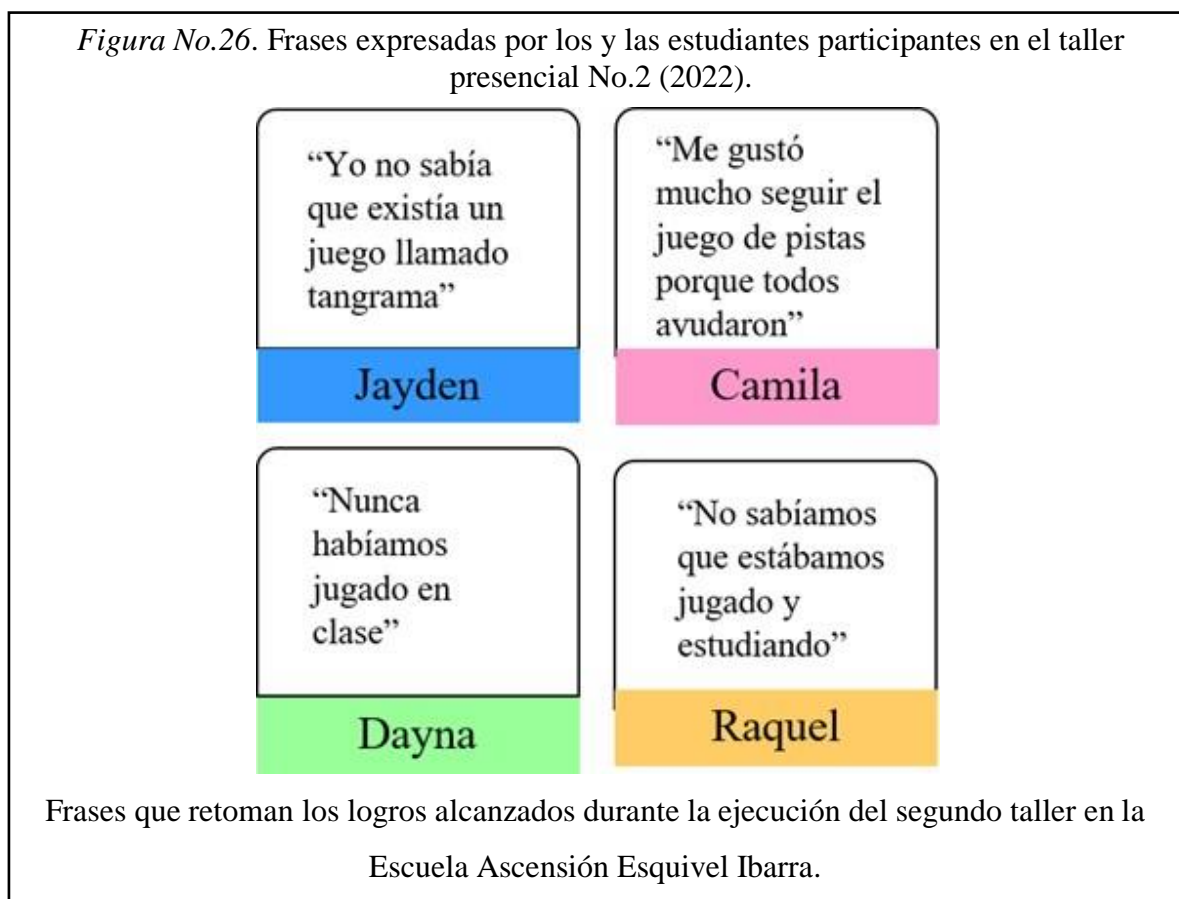 Figura No.26. Frases expresadas por los y las estudiantes participantes en el taller
presencial No.2 (2022).
“Yo no sabía
que existía un
juego llamado
tangrama”
Jayden
“Me gustó
mucho seguir el
juego de pistas
porque todos
ayudaron”
Camila
“Nunca
habíamos
jugado en
clase”
Dayna
“No sabíamos
que estábamos
jugado y
estudiando”
Raquel
Frases que retoman los logros alcanzados durante la ejecución del segundo taller en la
Escuela Ascensión Esquivel Ibarra.